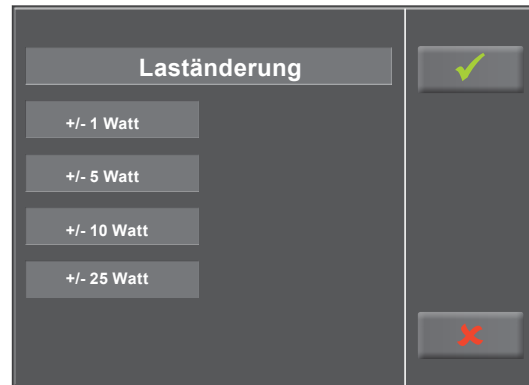 Laständerung
+/- 1 Watt
+/- 5 Watt
+/- 10 Watt
+/- 25 Watt